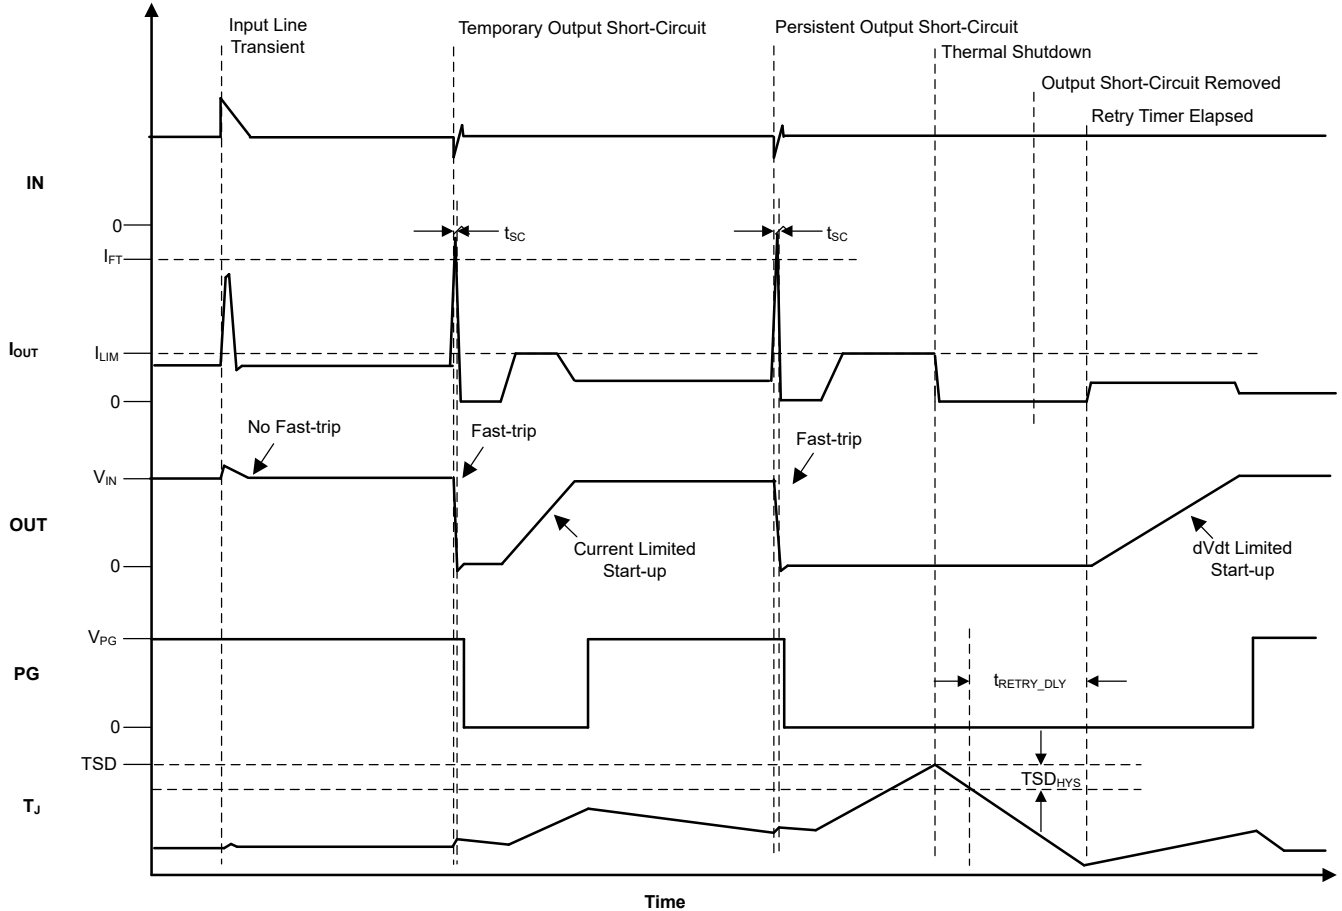 Input Line
Transient
Temporary Output Short-Circuit
Persistent Output Short-Circuit
Thermal Shutdown
Output Short-Circuit Removed
Retry Timer Elapsed
IN
0
tSC
tSC
IFT
IOUT
ILIM
0
No Fast-trip
Fast-trip
Fast-trip
VIN
OUT
Current Limited
Start-up
dVdt Limited
Start-up
0
VPG
PG
tRETRY_DLY
0
TSD
TSDHYS
TJ
Time